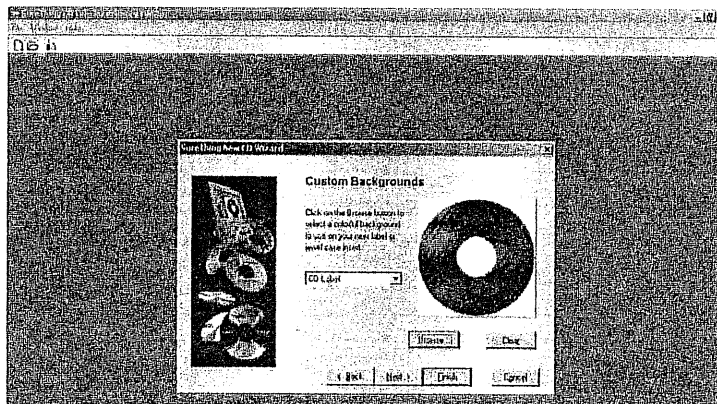 SureThing New CD Wizard
Custom Backgrounds
Click on the Browse button to
select a colorful background
to use on your new label or
jewel case insert.
CD Label
Browse...
Clear
< Back
Next >
Finish
Cancel